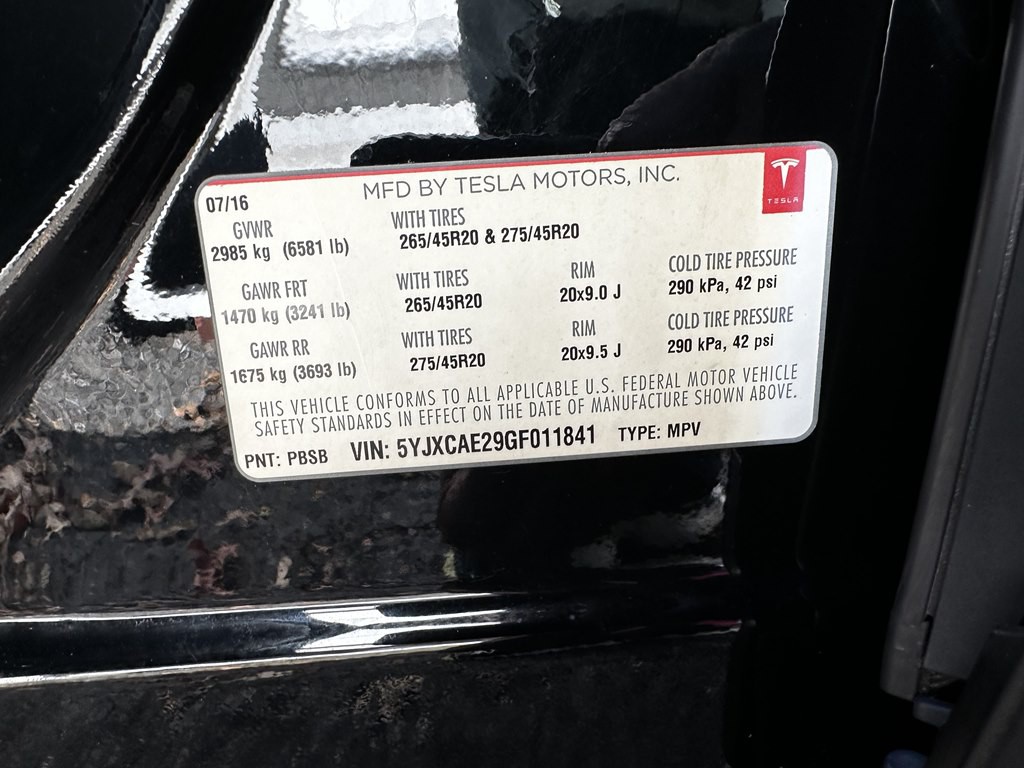 MFD BY TESLA MOTORS, INC.
TESLA
07/16
GVWR
2985 kg (6581 lb)
WITH TIRES
265/45R20 & 275/45R20
GAWR FRT
1470 kg (3241 lb)
WITH TIRES
265/45R20
RIM
20x9.0 J
COLD TIRE PRESSURE
290 kPa, 42 psi
GAWR RR
1675 kg (3693 lb)
WITH TIRES
275/45R20
RIM
20x9.5 J
COLD TIRE PRESSURE
290 kPa, 42 psi
THIS VEHICLE CONFORMS TO ALL APPLICABLE U.S. FEDERAL MOTOR VEHICLE
SAFETY STANDARDS IN EFFECT ON THE DATE OF MANUFACTURE SHOWN ABOVE.
PNT: PBSB VIN: 5YJXCAE29GF011841 TYPE: MPV